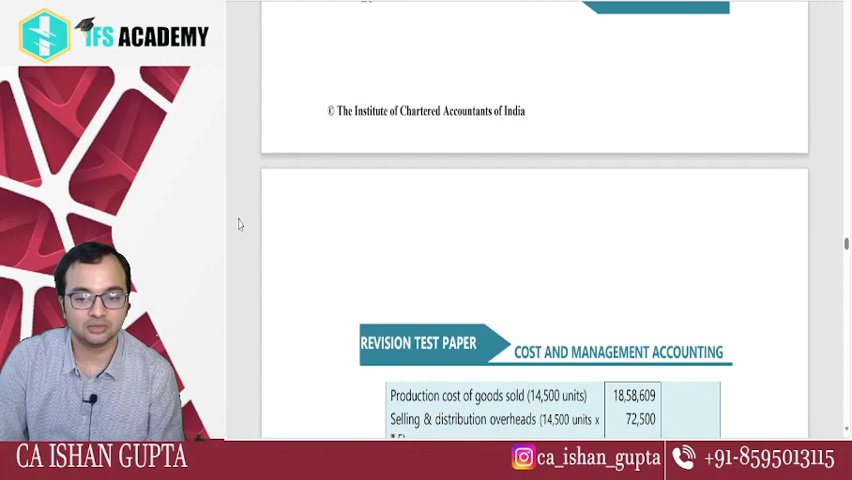 IFS ACADEMY
© The Institute of Chartered Accountants of India
REVISION TEST PAPER
COST AND MANAGEMENT ACCOUNTING
Production cost of goods sold (14,500 units) 18,58,609
Selling & distribution overheads (14,500 units x 72,500
CA ISHAN GUPTA
ca_ishan_gupta
+91-8595013115